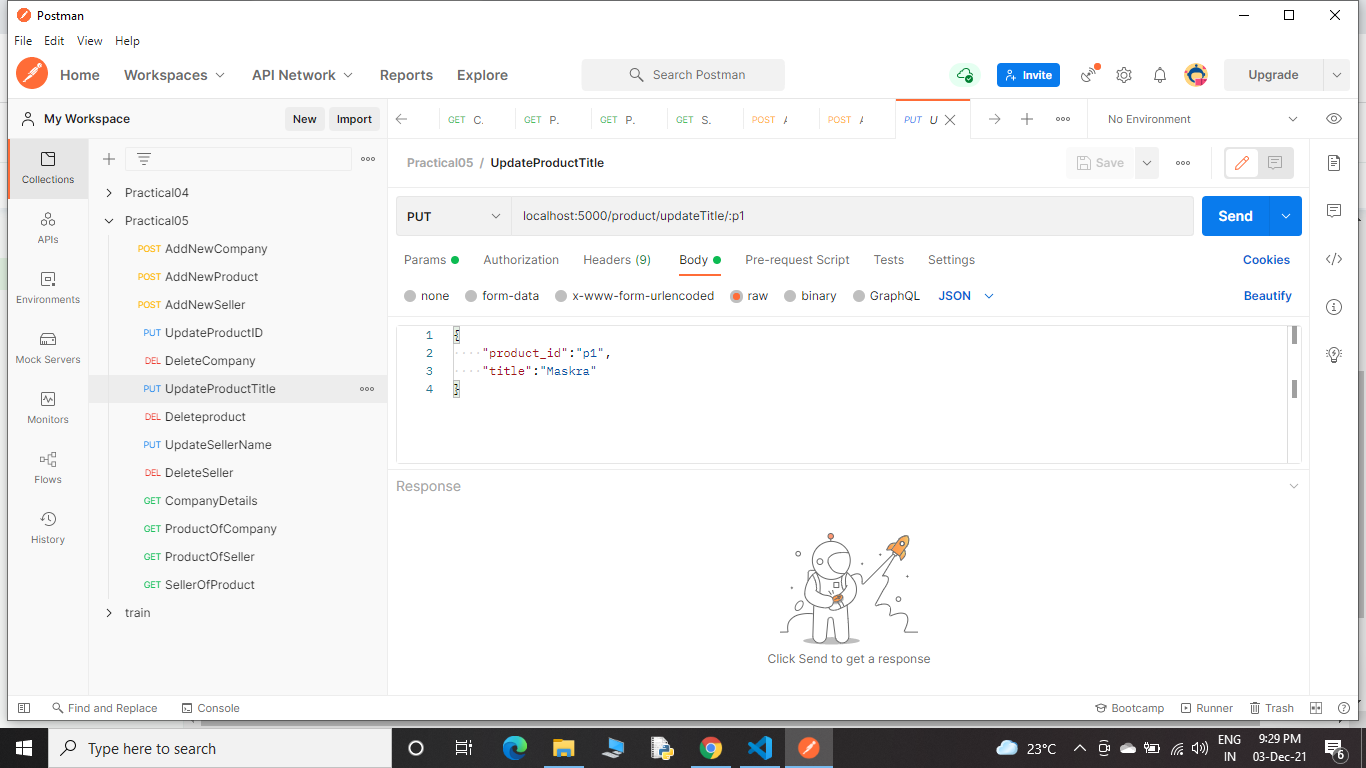 Postman
File Edit View Help
Home Workspaces API Network Reports Explore Search Postman Invite Upgrade
My Workspace New Import GET C. GET P. GET P. GET S. POST POST PUT U No Environment
Collections
APIs
Environments
Mock Servers
Monitors
Flows
History
Practical04
Practical05
POST AddNewCompany
POST AddNewProduct
POST AddNewSeller
PUT UpdateProductID
DEL DeleteCompany
PUT UpdateProductTitle
DEL Deleteproduct
PUT UpdateSellerName
DEL DeleteSeller
GET CompanyDetails
GET ProductOfCompany
GET ProductOfSeller
GET SellerOfProduct
train
Practical05 / UpdateProductTitle Save
PUT localhost:5000/product/updateTitle/:p1 Send
Params Authorization Headers (9) Body Pre-request Script Tests Settings Cookies
none form-data x-www-form-urlencoded raw binary GraphQL JSON Beautify
1 {
2 "product_id":"p1",
3 "title":"Maskra"
4 }
Response
Click Send to get a response
Find and Replace Console Bootcamp Runner Trash
Type here to search 23°C ENG IN 9:29 PM 03-Dec-21 6